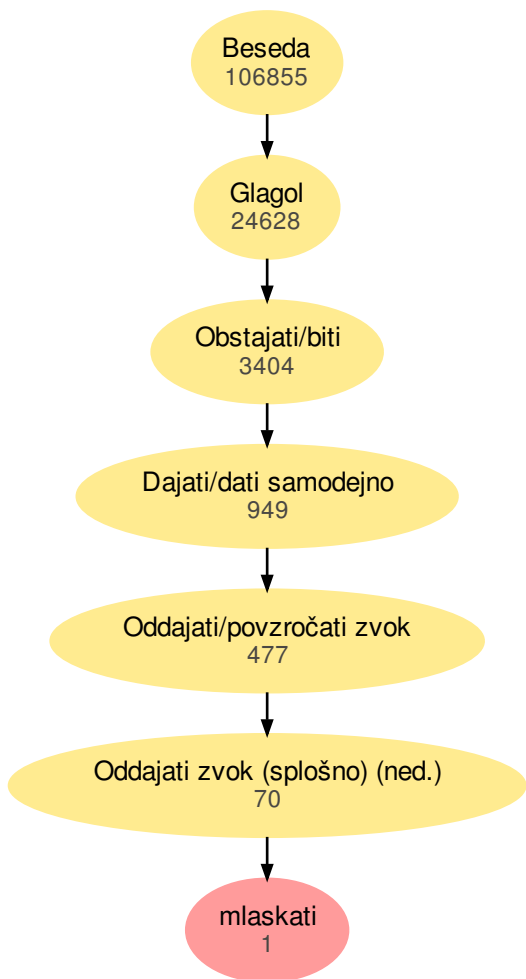 Beseda
106855
Glagol
24628
Obstajati/biti
3404
Dajati/dati samodejno
949
Oddajati/povzročati zvok
477
Oddajati zvok (splošno) (ned.)
70
mlaskati
1